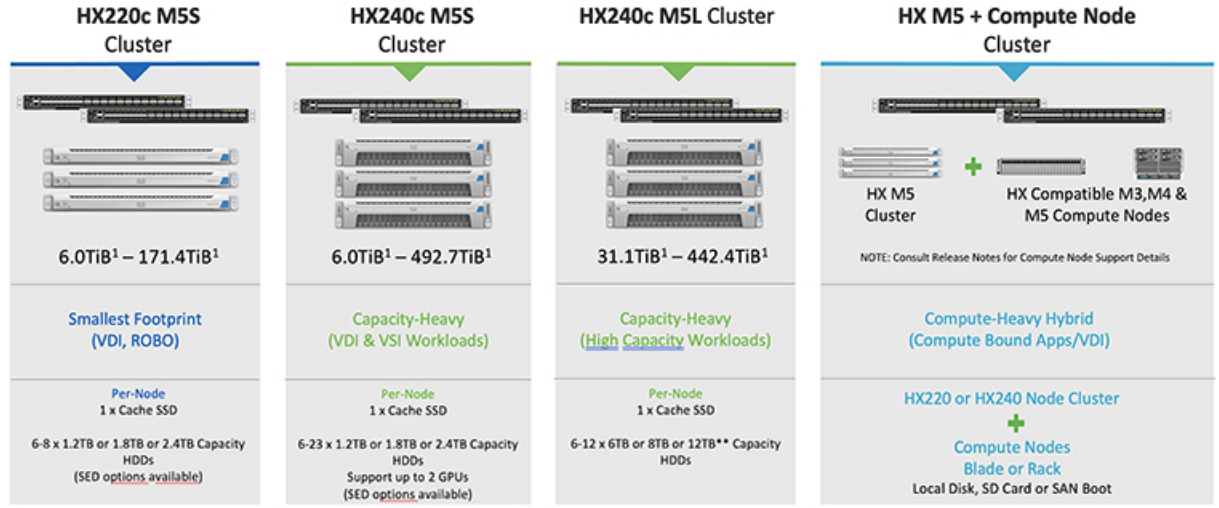 HX220c M5S
Cluster
6.0TiB¹ – 171.4TiB¹
Smallest Footprint
(VDI, ROBO)
Per-Node
1 x Cache SSD
6-8 x 1.2TB or 1.8TB or 2.4TB Capacity
HDDs
(SED options available)
HX240c M5S
Cluster
6.0TiB¹ – 492.7TiB¹
Capacity-Heavy
(VDI & VSI Workloads)
Per-Node
1 x Cache SSD
6-23 x 1.2TB or 1.8TB or 2.4TB Capacity
HDDs
Support up to 2 GPUs
(SED options available)
HX240c M5L Cluster
31.1TiB¹ – 442.4TiB¹
Capacity-Heavy
(High Capacity Workloads)
Per-Node
1 x Cache SSD
6-12 x 6TB or 8TB or 12TB** Capacity
HDDs
HX M5 + Compute Node
Cluster
HX M5
Cluster
HX Compatible M3,M4 &
M5 Compute Nodes
NOTE: Consult Release Notes for Compute Node Support Details
Compute-Heavy Hybrid
(Compute Bound Apps/VDI)
HX220 or HX240 Node Cluster
Compute Nodes
Blade or Rack
Local Disk, SD Card or SAN Boot